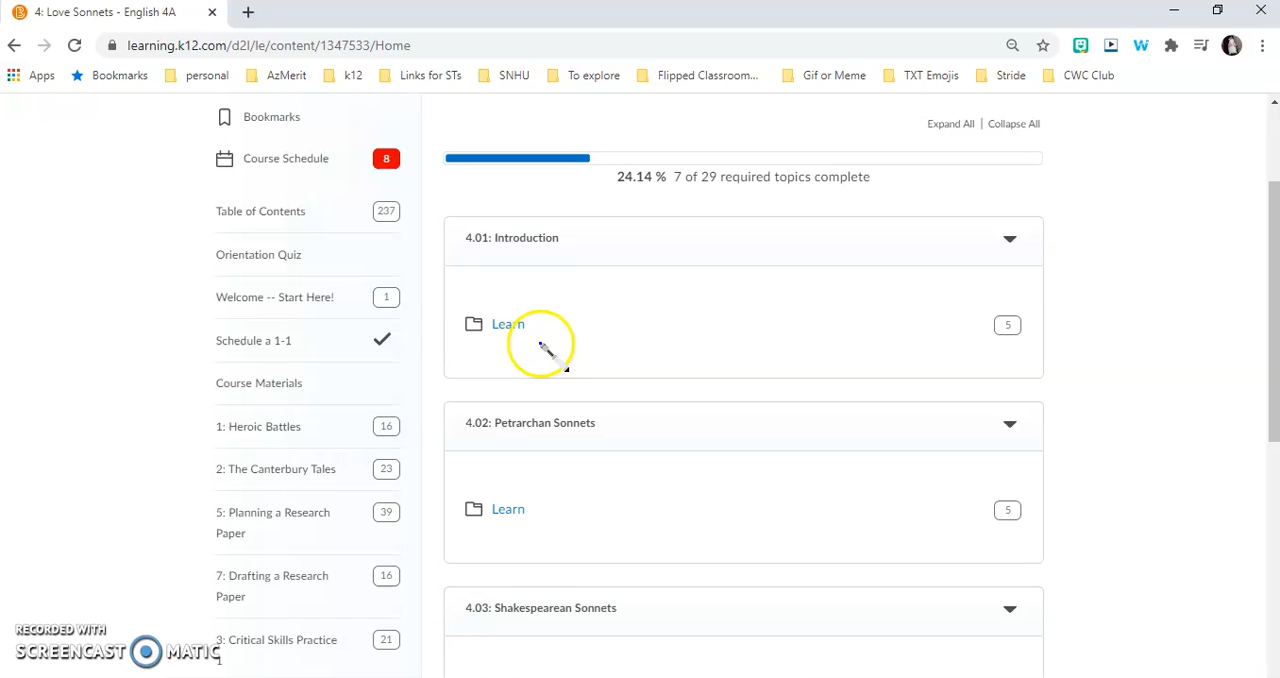 4: Love Sonnets - English 4A
learning.k12.com/d2l/le/content/1347533/Home
Apps Bookmarks personal AzMerit k12 Links for STs SNHU To explore Flipped Classroom... Gif or Meme TXT Emojis Stride CWC Club
Bookmarks
Course Schedule 8
Table of Contents 237
Orientation Quiz
Welcome -- Start Here! 1
Schedule a 1-1
Course Materials
1: Heroic Battles 16
2: The Canterbury Tales 23
5: Planning a Research 39
Paper
7: Drafting a Research 16
Paper
3: Critical Skills Practice 21
1
Expand All | Collapse All
24.14 % 7 of 29 required topics complete
4.01: Introduction
Learn 5
4.02: Petrarchan Sonnets
Learn 5
4.03: Shakespearean Sonnets
RECORDED WITH
SCREENCAST MATIC